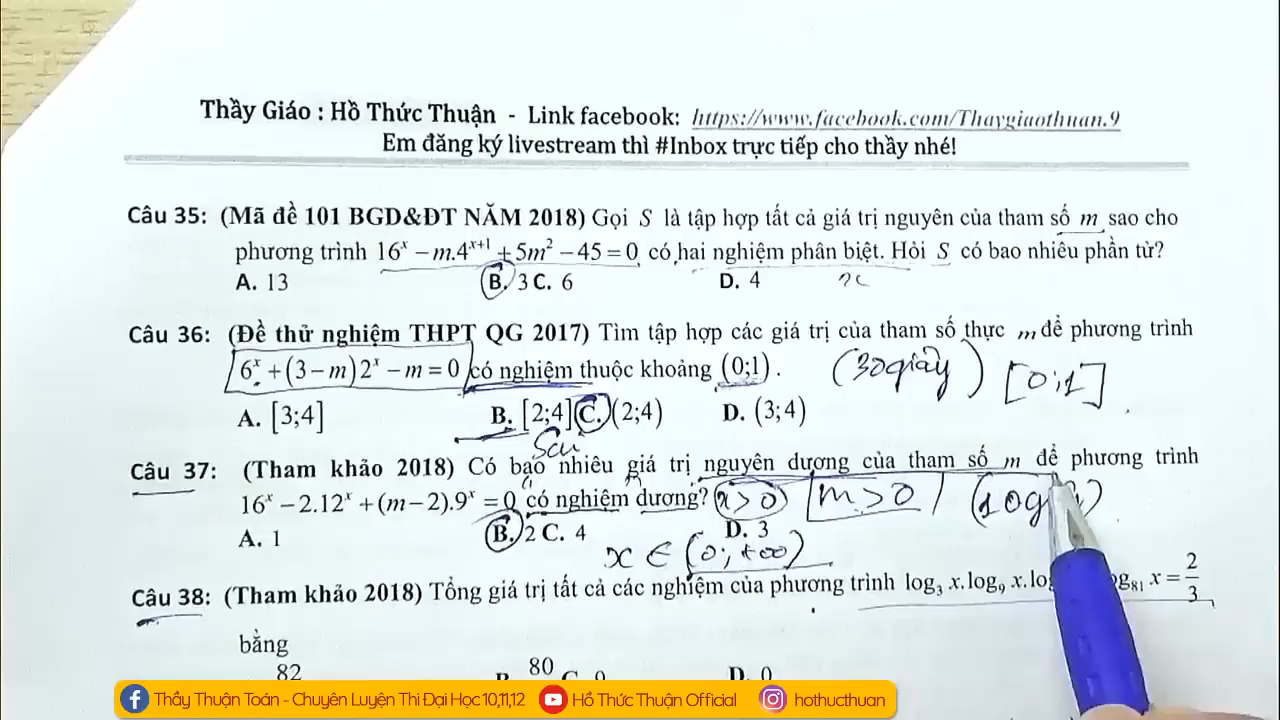 Thầy Giáo : Hồ Thức Thuận - Link facebook: https://www.facebook.com/Thaygiaothuan.9
Em đăng ký livestream thì #Inbox trực tiếp cho thầy nhé!
Câu 35: (Mã đề 101 BGD&ĐT NĂM 2018) Gọi S là tập hợp tất cả giá trị nguyên của tham số m sao cho
phương trình 16^x − m.4^{x+1} + 5m^2 − 45 = 0 có hai nghiệm phân biệt. Hỏi S có bao nhiêu phần tử?
A. 13 B. 3 C. 6 D. 4
Câu 36: (Đề thử nghiệm THPT QG 2017) Tìm tập hợp các giá trị của tham số thực m để phương trình
6^x + (3 − m)2^x − m = 0 có nghiệm thuộc khoảng (0;1). (30giây) [0;1]
A. [3;4] B. [2;4] C. (2;4) D. (3;4)
Câu 37: (Tham khảo 2018) Có bao nhiêu giá trị nguyên dương của tham số m để phương trình
16^x − 2.12^x + (m − 2).9^x = 0 có nghiệm dương? x>0 m>0
A. 1 B. 2 C. 4 D. 3
x ∈ (0; +∞)
Câu 38: (Tham khảo 2018) Tổng giá trị tất cả các nghiệm của phương trình log_3 x.log_9 x. x = 2/3
bằng
82 80 D. 0
Thầy Thuận Toán - Chuyên Luyện Thi Đại Học 10,11,12 Hồ Thức Thuận Official hothucthuan